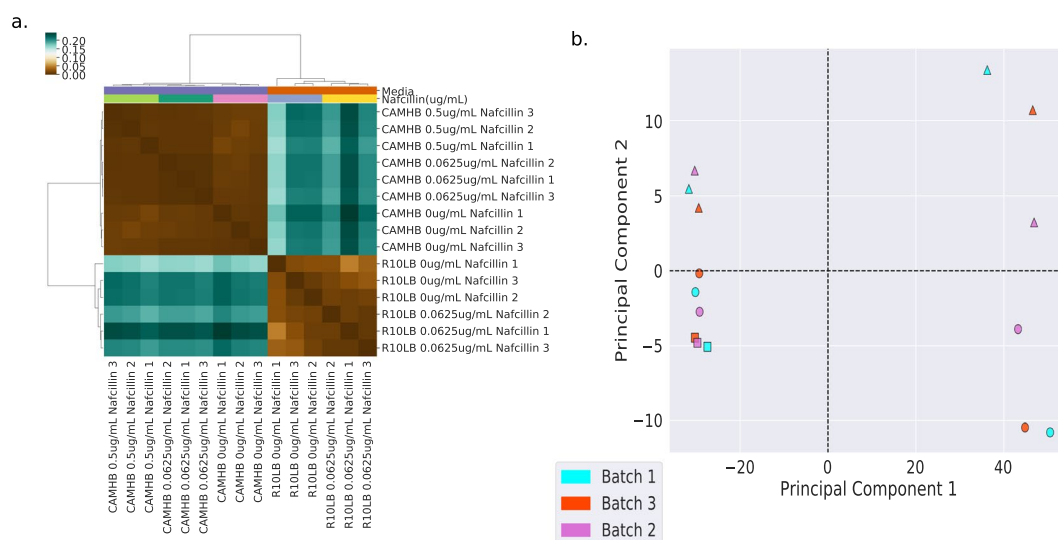 a.
0.20
0.15
0.10
0.05
0.00
Media
Nafcillin(ug/mL)
CAMHB 0.5ug/mL Nafcillin 3
CAMHB 0.5ug/mL Nafcillin 2
CAMHB 0.5ug/mL Nafcillin 1
CAMHB 0.0625ug/mL Nafcillin 2
CAMHB 0.0625ug/mL Nafcillin 1
CAMHB 0.0625ug/mL Nafcillin 3
CAMHB 0ug/mL Nafcillin 1
CAMHB 0ug/mL Nafcillin 2
CAMHB 0ug/mL Nafcillin 3
R10LB 0ug/mL Nafcillin 1
R10LB 0ug/mL Nafcillin 3
R10LB 0ug/mL Nafcillin 2
R10LB 0.0625ug/mL Nafcillin 2
R10LB 0.0625ug/mL Nafcillin 1
R10LB 0.0625ug/mL Nafcillin 3
CAMHB 0.5ug/mL Nafcillin 3
CAMHB 0.5ug/mL Nafcillin 2
CAMHB 0.5ug/mL Nafcillin 1
CAMHB 0.0625ug/mL Nafcillin 2
CAMHB 0.0625ug/mL Nafcillin 1
CAMHB 0.0625ug/mL Nafcillin 3
CAMHB 0ug/mL Nafcillin 1
CAMHB 0ug/mL Nafcillin 2
CAMHB 0ug/mL Nafcillin 3
R10LB 0ug/mL Nafcillin 1
R10LB 0ug/mL Nafcillin 3
R10LB 0ug/mL Nafcillin 2
R10LB 0.0625ug/mL Nafcillin 2
R10LB 0.0625ug/mL Nafcillin 1
R10LB 0.0625ug/mL Nafcillin 3
b.
Principal Component 2
10
5
0
−5
−10
−20
0
20
40
Principal Component 1
Batch 1
Batch 3
Batch 2